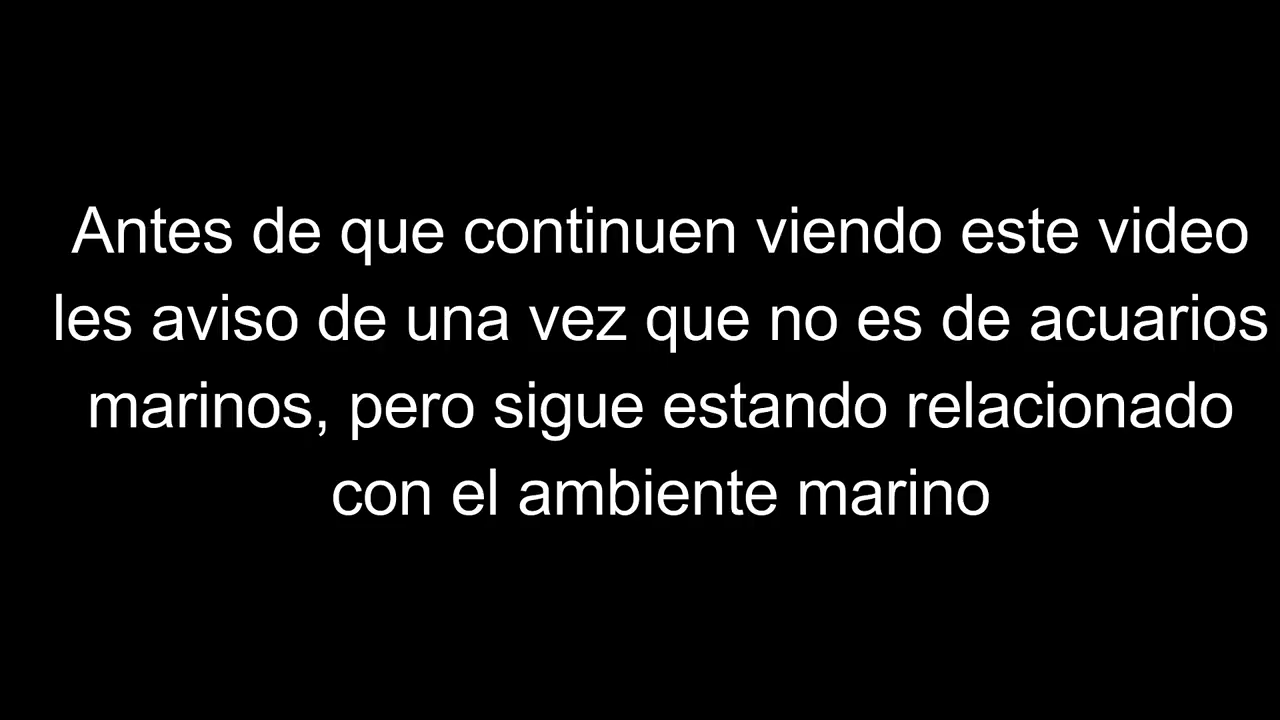 Antes de que continuen viendo este video
les aviso de una vez que no es de acuarios
marinos, pero sigue estando relacionado
con el ambiente marino